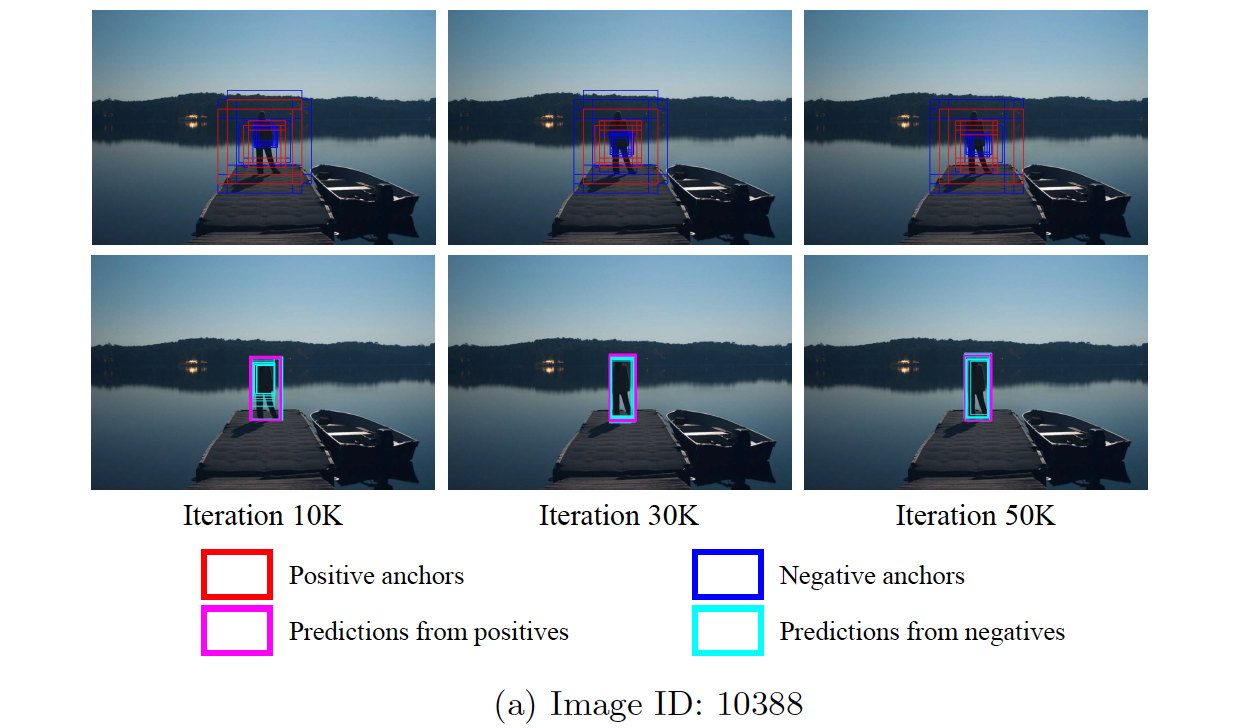 Iteration 10K
Iteration 30K
Iteration 50K
Positive anchors
Negative anchors
Predictions from positives
Predictions from negatives
(a) Image ID: 10388